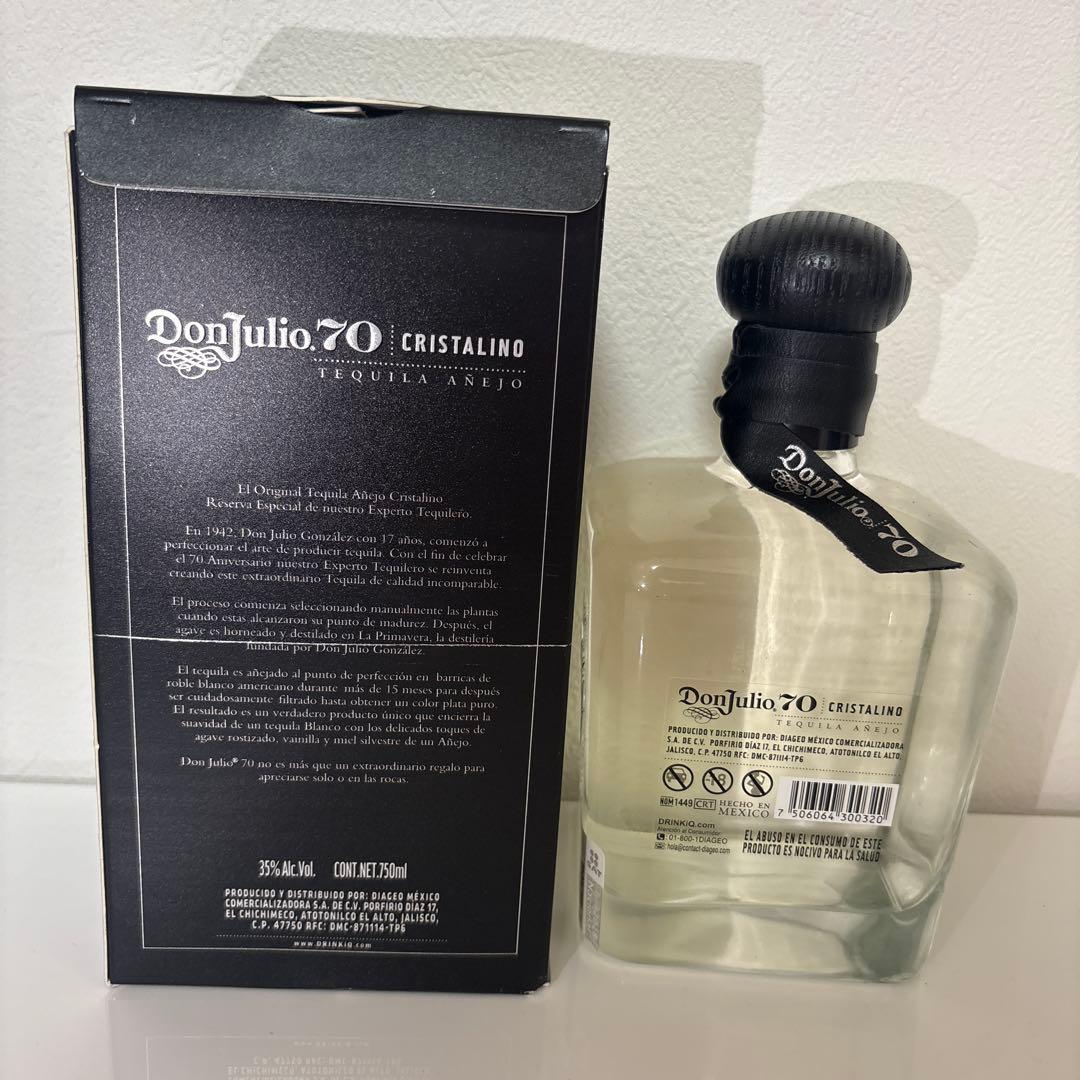 DonJulio. 70 CRISTALINO
TEQUILA AÑEJO
El Original Tequila Añejo Cristalino
Reserva Especial de nuestro Experto Tequilero.
En 1942, Don Julio González con 17 años, comenzó a
perfeccionar el arte de producir tequila. Con el fin de celebrar
el 70 Aniversario nuestro Experto Tequilero se reinventa
creando este extraordinario Tequila de calidad incomparable.
El proceso comienza seleccionando manualmente las plantas
cuando estas alcanzaron su punto de madurez. Después, el
agave es horneado y destilado en La Primavera, la destilería
fundada por Don Julio González.
El tequila es añejado al punto de perfección en barricas de
roble blanco americano durante más de 15 meses para después
ser cuidadosamente filtrado hasta obtener un color plata puro.
El resultado es un verdadero producto único que encierra la
suavidad de un tequila Blanco con los delicados toques de
agave rostizado, vainilla y miel silvestre de un Añejo.
Don Julio® 70 no es más que un extraordinario regalo para
apreciarse solo o en las rocas.
35% Alc.Vol. CONT.NET.750ml
PRODUCIDO Y DISTRIBUIDO POR: DIAGEO MÉXICO
COMERCIALIZADORA S.A. DE C.V. PORFIRIO DÍAZ 17,
EL CHICHIMECO, ATOTONILCO EL ALTO, JALISCO,
C.P. 47750 RFC: DMC-871114-TP6
www.DRINKiQ.com
DonJulio® 70
DonJulio. 70 CRISTALINO
TEQUILA AÑEJO
PRODUCIDO Y DISTRIBUIDO POR: DIAGEO MÉXICO COMERCIALIZADORA
S.A. DE C.V. PORFIRIO DÍAZ 17, EL CHICHIMECO, ATOTONILCO EL ALTO,
JALISCO, C.P. 47750 RFC: DMC-871114-TP6
-18
NOM1449 CRT HECHO EN
MEXICO
7 506064 300320
DRINKiQ.com
Atención al Consumidor
01-800-1DIAGEO
hola@contact-diageo.com
EL ABUSO EN EL CONSUMO DE ESTE
PRODUCTO ES NOCIVO PARA LA SALUD